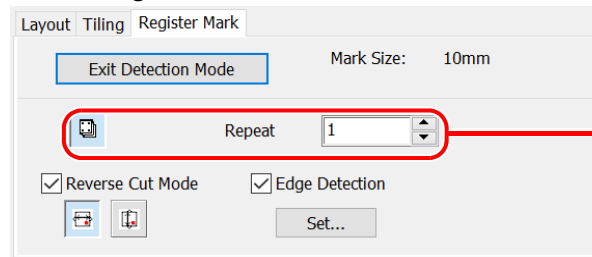 Layout Tiling Register Mark
Exit Detection Mode Mark Size: 10mm
Repeat 1
Reverse Cut Mode Edge Detection
Set...